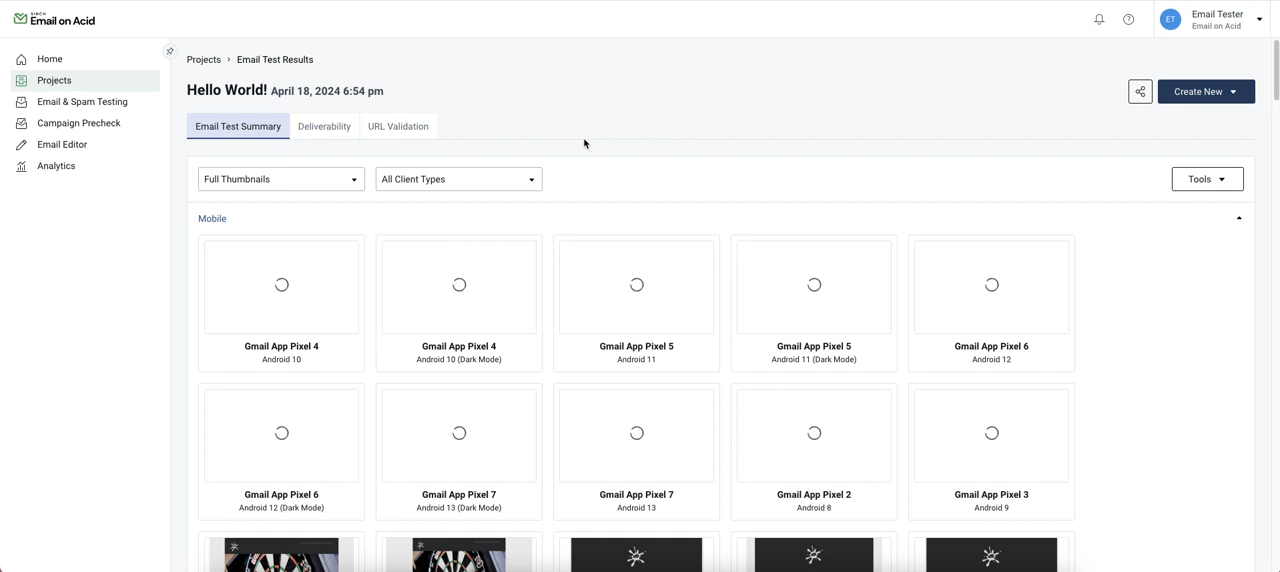 SINCH
Email on Acid
ET
Email Tester
Email on Acid
Home
Projects
Email & Spam Testing
Campaign Precheck
Email Editor
Analytics
Projects › Email Test Results
Hello World! April 18, 2024 6:54 pm
Create New
Email Test Summary Deliverability URL Validation
Full Thumbnails All Client Types Tools
Mobile
Gmail App Pixel 4 Gmail App Pixel 4 Gmail App Pixel 5 Gmail App Pixel 5 Gmail App Pixel 6
Android 10 Android 10 (Dark Mode) Android 11 Android 11 (Dark Mode) Android 12
Gmail App Pixel 6 Gmail App Pixel 7 Gmail App Pixel 7 Gmail App Pixel 2 Gmail App Pixel 3
Android 12 (Dark Mode) Android 13 (Dark Mode) Android 13 Android 8 Android 9